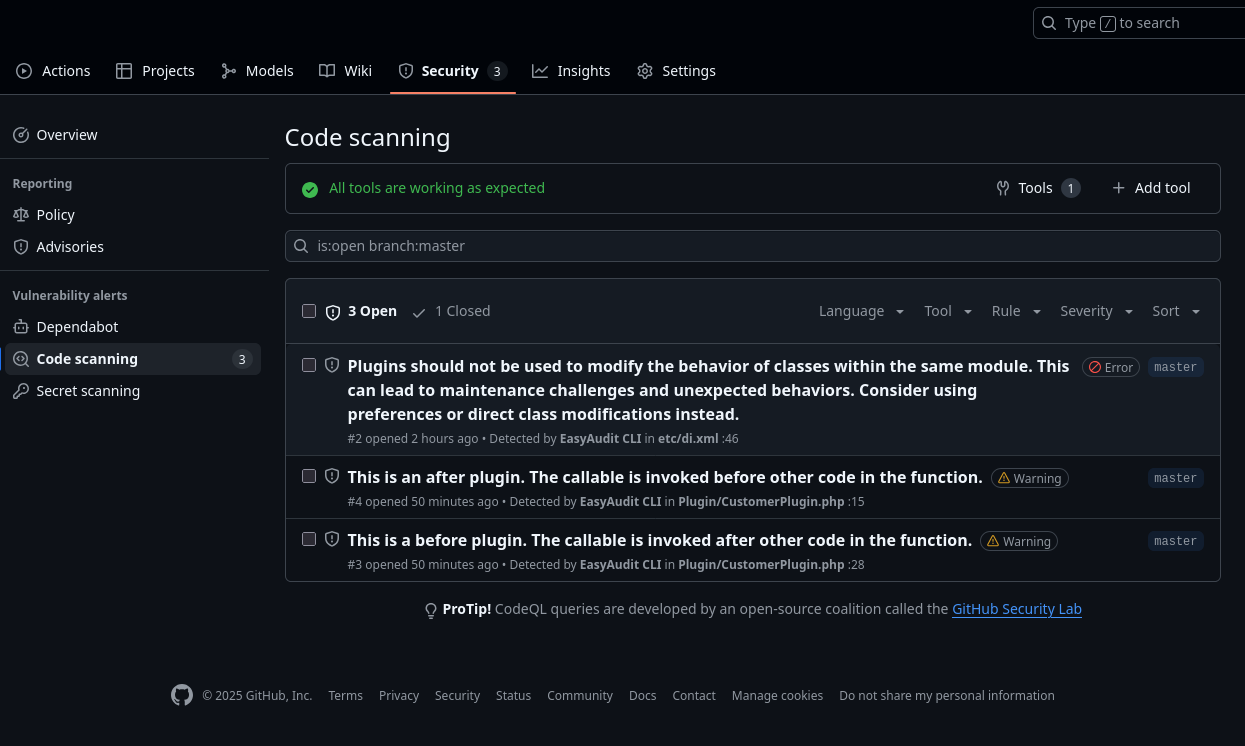 Type / to search
Actions Projects Models Wiki Security 3 Insights Settings
Overview
Reporting
Policy
Advisories
Vulnerability alerts
Dependabot
Code scanning 3
Secret scanning
Code scanning
All tools are working as expected Tools 1 Add tool
is:open branch:master
3 Open 1 Closed Language Tool Rule Severity Sort
Plugins should not be used to modify the behavior of classes within the same module. This Error master
can lead to maintenance challenges and unexpected behaviors. Consider using
preferences or direct class modifications instead.
#2 opened 2 hours ago • Detected by EasyAudit CLI in etc/di.xml :46
This is an after plugin. The callable is invoked before other code in the function. Warning master
#4 opened 50 minutes ago • Detected by EasyAudit CLI in Plugin/CustomerPlugin.php :15
This is a before plugin. The callable is invoked after other code in the function. Warning master
#3 opened 50 minutes ago • Detected by EasyAudit CLI in Plugin/CustomerPlugin.php :28
ProTip! CodeQL queries are developed by an open-source coalition called the GitHub Security Lab
© 2025 GitHub, Inc. Terms Privacy Security Status Community Docs Contact Manage cookies Do not share my personal information